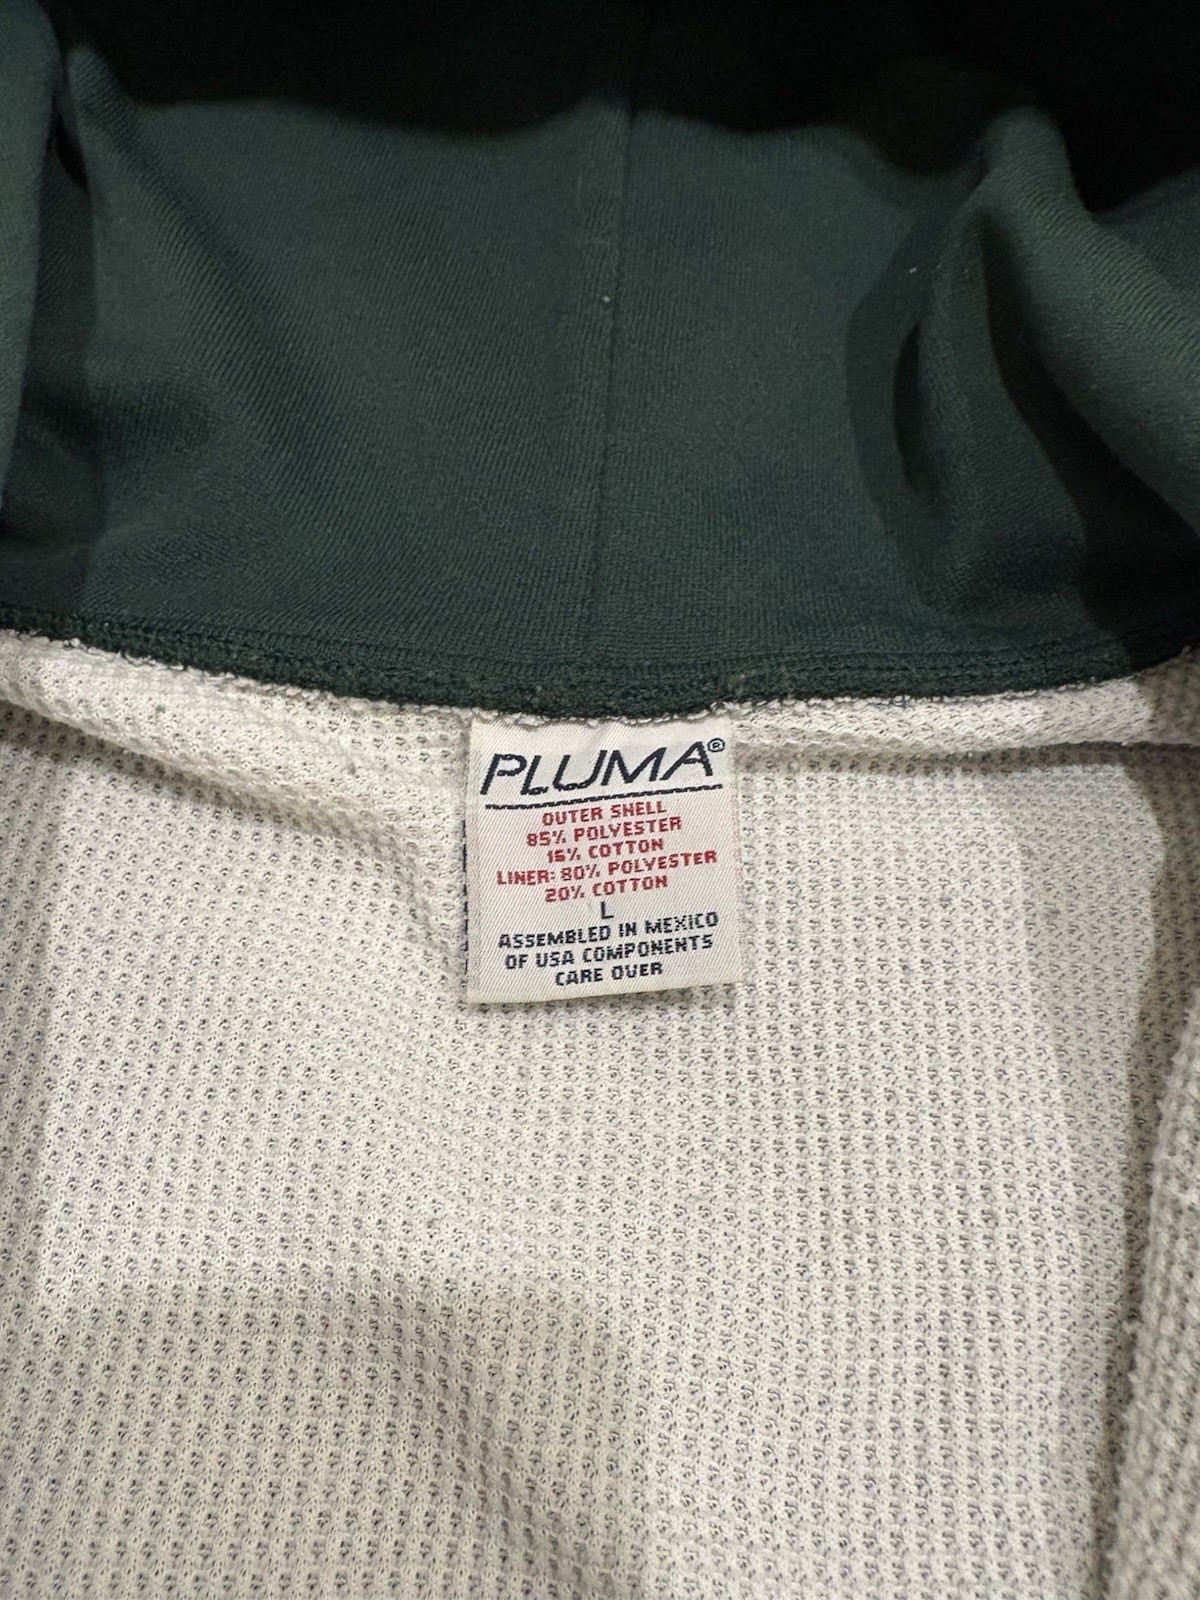 PLUMA®
OUTER SHELL
85% POLYESTER
15% COTTON
LINER: 80% POLYESTER
20% COTTON
L
ASSEMBLED IN MEXICO
OF USA COMPONENTS
CARE OVER